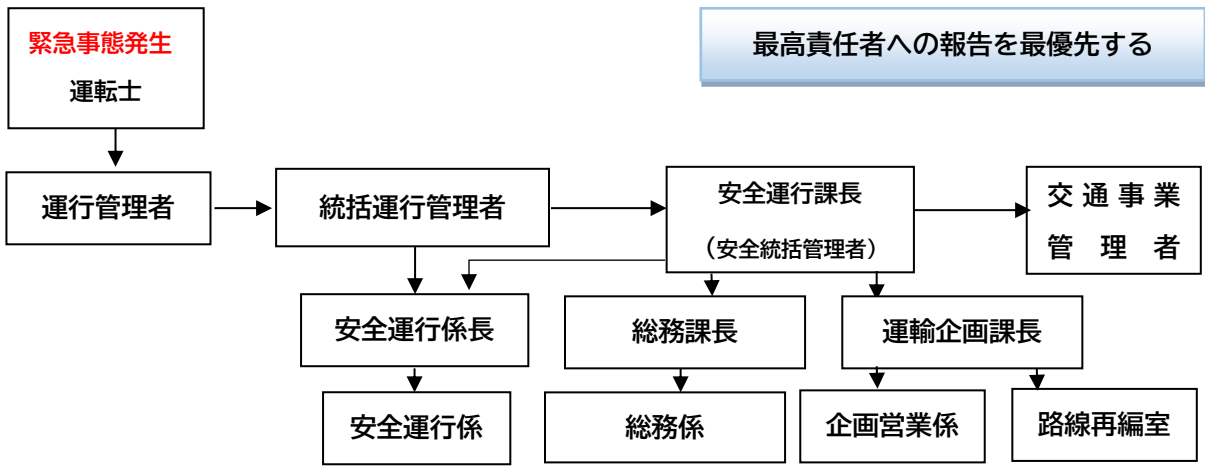 緊急事態発生
運転士
最高責任者への報告を最優先する
運行管理者
統括運行管理者
安全運行課長
（安全統括管理者）
交通事業
管理者
安全運行係長
総務課長
運輸企画課長
安全運行係
総務係
企画営業係
路線再編室